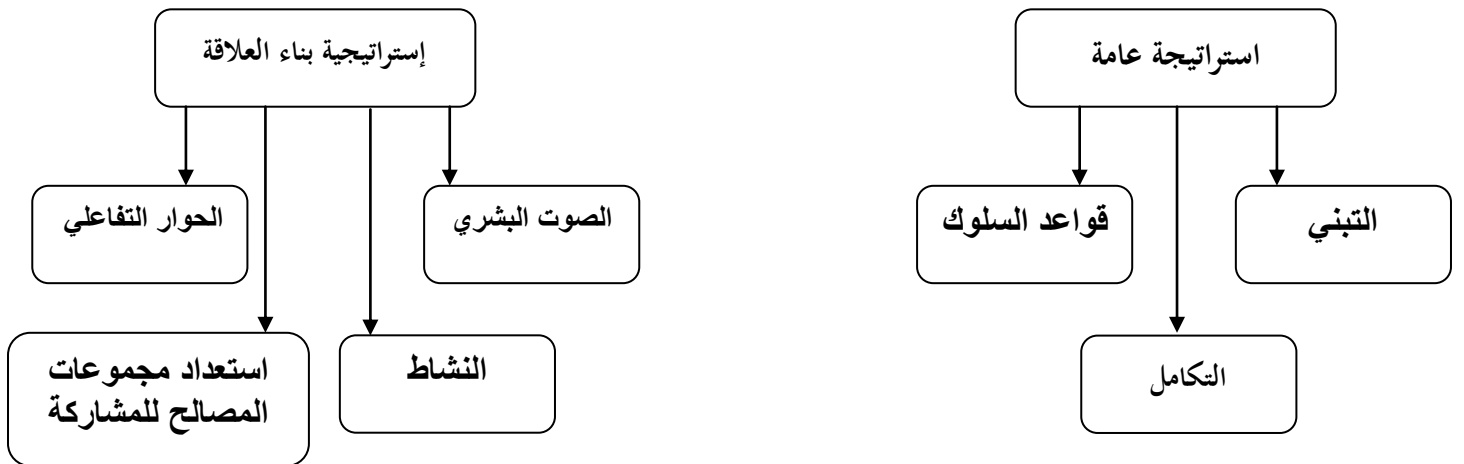 استراتيجة عامة
التبني
قواعد السلوك
التكامل
إستراتيجية بناء العلاقة
الصوت البشري
الحوار التفاعلي
النشاط
استعداد مجموعات
المصالح للمشاركة